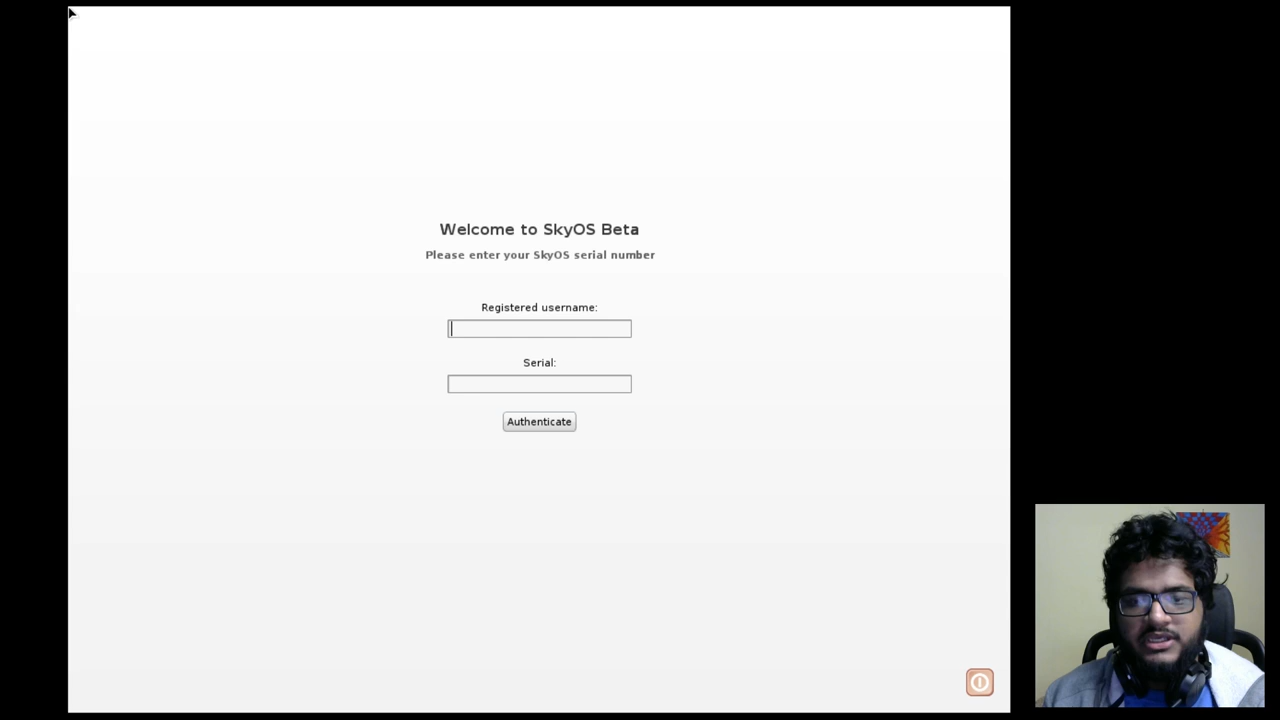 Welcome to SkyOS Beta
Please enter your SkyOS serial number
Registered username:
Serial:
Authenticate